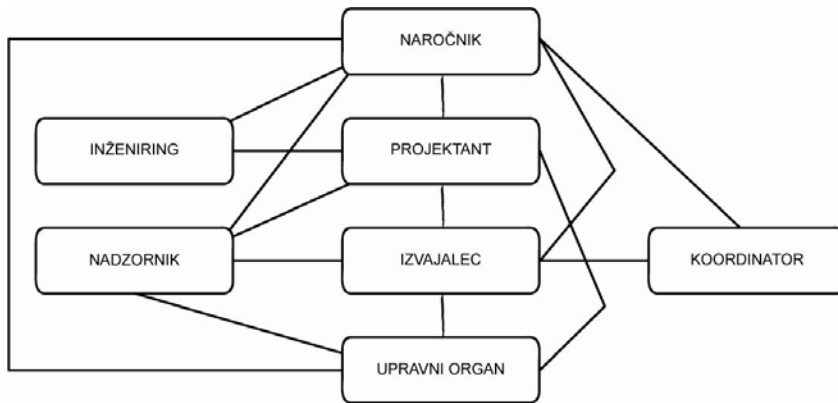 NAROČNIK
INŽENIRING
PROJEKTANT
NADZORNIK
IZVAJALEC
KOORDINATOR
UPRAVNI ORGAN